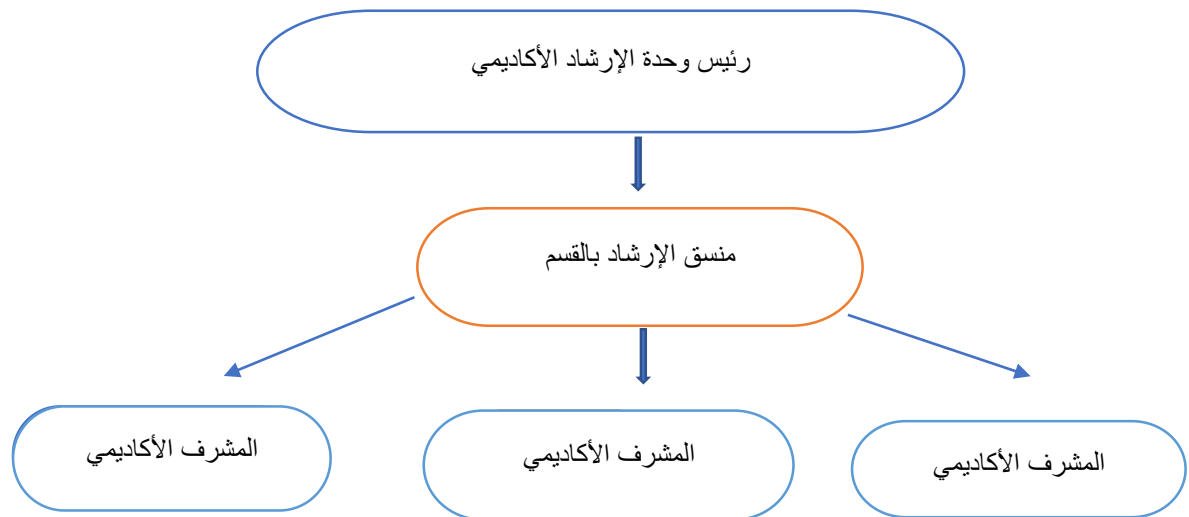 رئيس وحدة الإرشاد الأكاديمي
منسق الإرشاد بالقسم
المشرف الأكاديمي
المشرف الأكاديمي
المشرف الأكاديمي